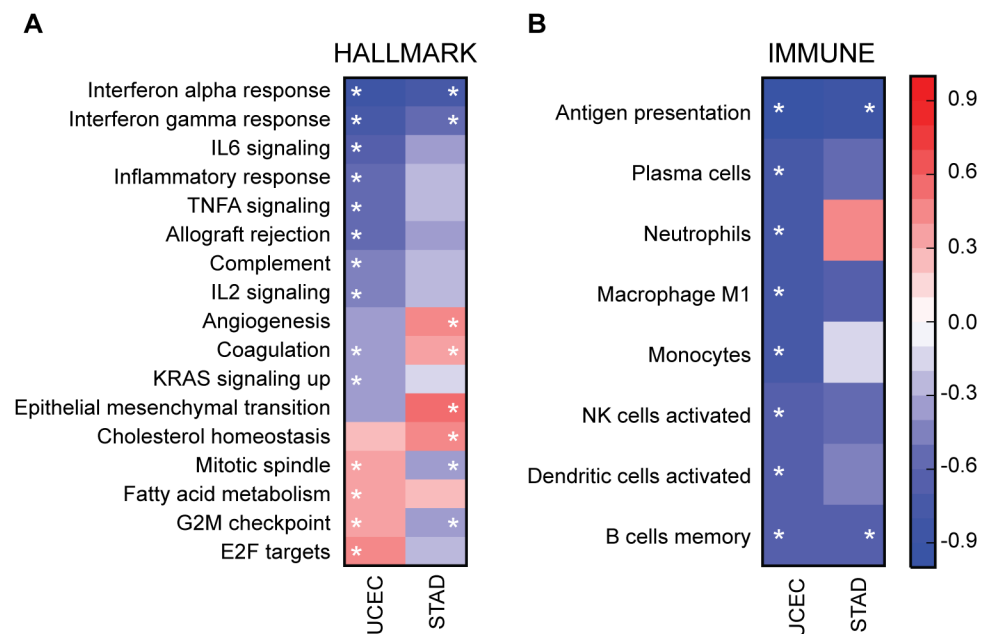 A
HALLMARK
Interferon alpha response
* *
Interferon gamma response
* *
IL6 signaling
*
Inflammatory response
*
TNFA signaling
*
Allograft rejection
*
Complement
*
IL2 signaling
*
Angiogenesis
*
Coagulation
* *
KRAS signaling up
*
Epithelial mesenchymal transition
*
Cholesterol homeostasis
*
Mitotic spindle
* *
Fatty acid metabolism
*
G2M checkpoint
* *
E2F targets
*
UCEC
STAD
B
IMMUNE
Antigen presentation
* *
Plasma cells
*
Neutrophils
*
Macrophage M1
*
Monocytes
*
NK cells activated
*
Dendritic cells activated
*
B cells memory
* *
UCEC
STAD
0.9
0.6
0.3
0.0
-0.3
-0.6
-0.9